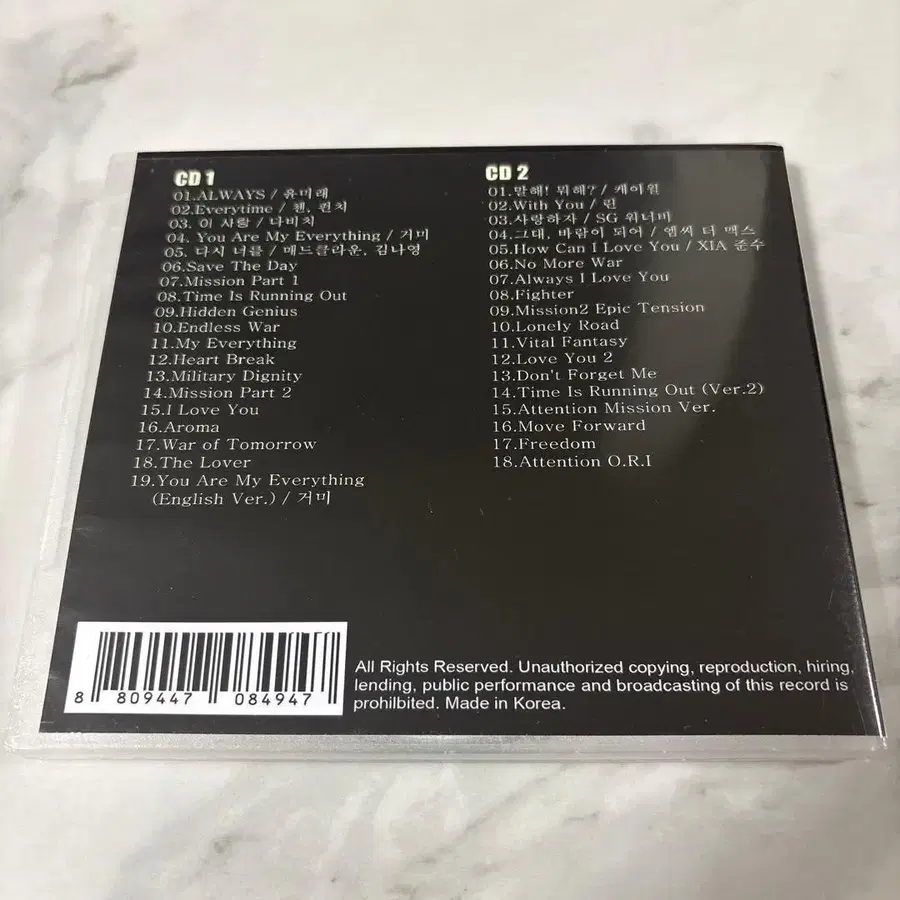 CD 1
01.ALWAYS / 윤미래
02.Everytime / 첸, 펀치
03. 이 사랑 / 다비치
04. You Are My Everything / 거미
05. 다시 너를 / 매드클라운, 김나영
06.Save The Day
07.Mission Part 1
08.Time Is Running Out
09.Hidden Genius
10.Endless War
11.My Everything
12.Heart Break
13.Military Dignity
14.Mission Part 2
15.I Love You
16.Aroma
17.War of Tomorrow
18.The Lover
19.You Are My Everything
(English Ver.) / 거미
CD 2
01.말해! 뭐해? / 케이윌
02.With You / 린
03.사랑하자 / SG 워너비
04.그대, 바람이 되어 / 엠씨 더 맥스
05.How Can I Love You / XIA 준수
06.No More War
07.Always I Love You
08.Fighter
09.Mission2 Epic Tension
10.Lonely Road
11.Vital Fantasy
12.Love You 2
13.Don't Forget Me
14.Time Is Running Out (Ver.2)
15.Attention Mission Ver.
16.Move Forward
17.Freedom
18.Attention O.R.I
8 809447 084947
All Rights Reserved. Unauthorized copying, reproduction, hiring,
lending, public performance and broadcasting of this record is
prohilbited. Made in Korea.